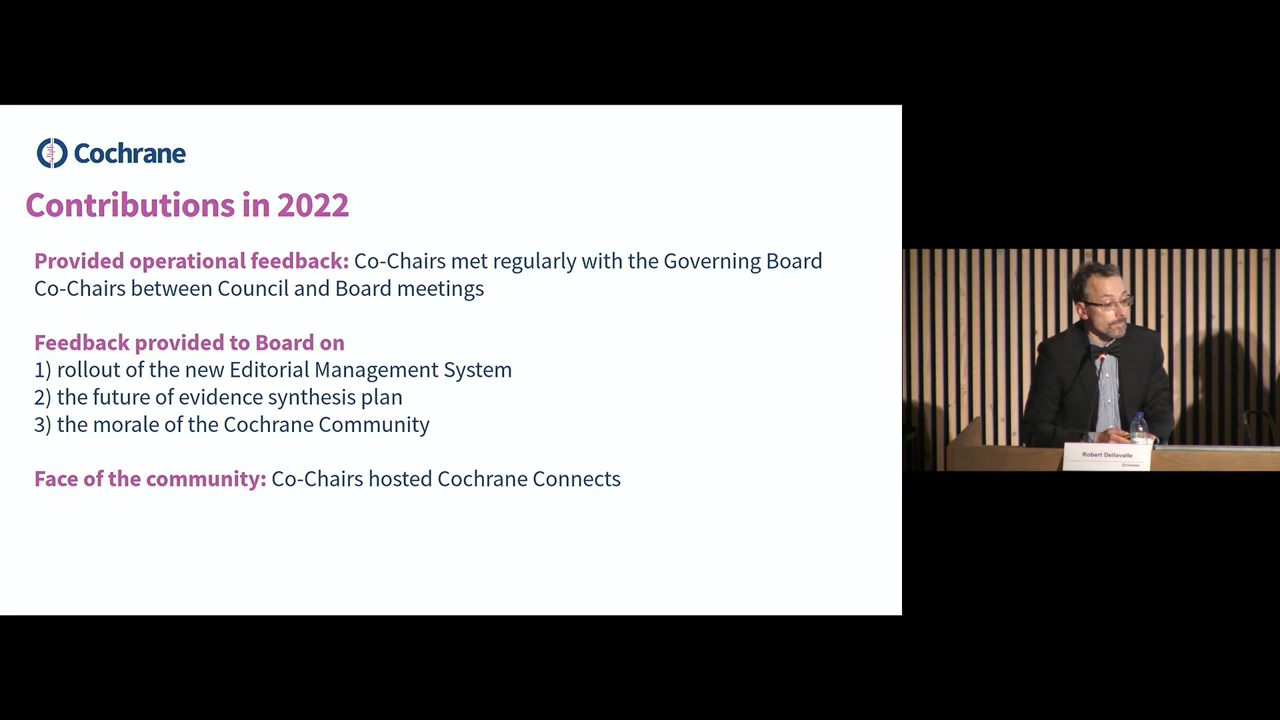 Cochrane
Contributions in 2022
Provided operational feedback: Co-Chairs met regularly with the Governing Board
Co-Chairs between Council and Board meetings
Feedback provided to Board on
1) rollout of the new Editorial Management System
2) the future of evidence synthesis plan
3) the morale of the Cochrane Community
Face of the community: Co-Chairs hosted Cochrane Connects
Robert Dellavalle
Cochrane